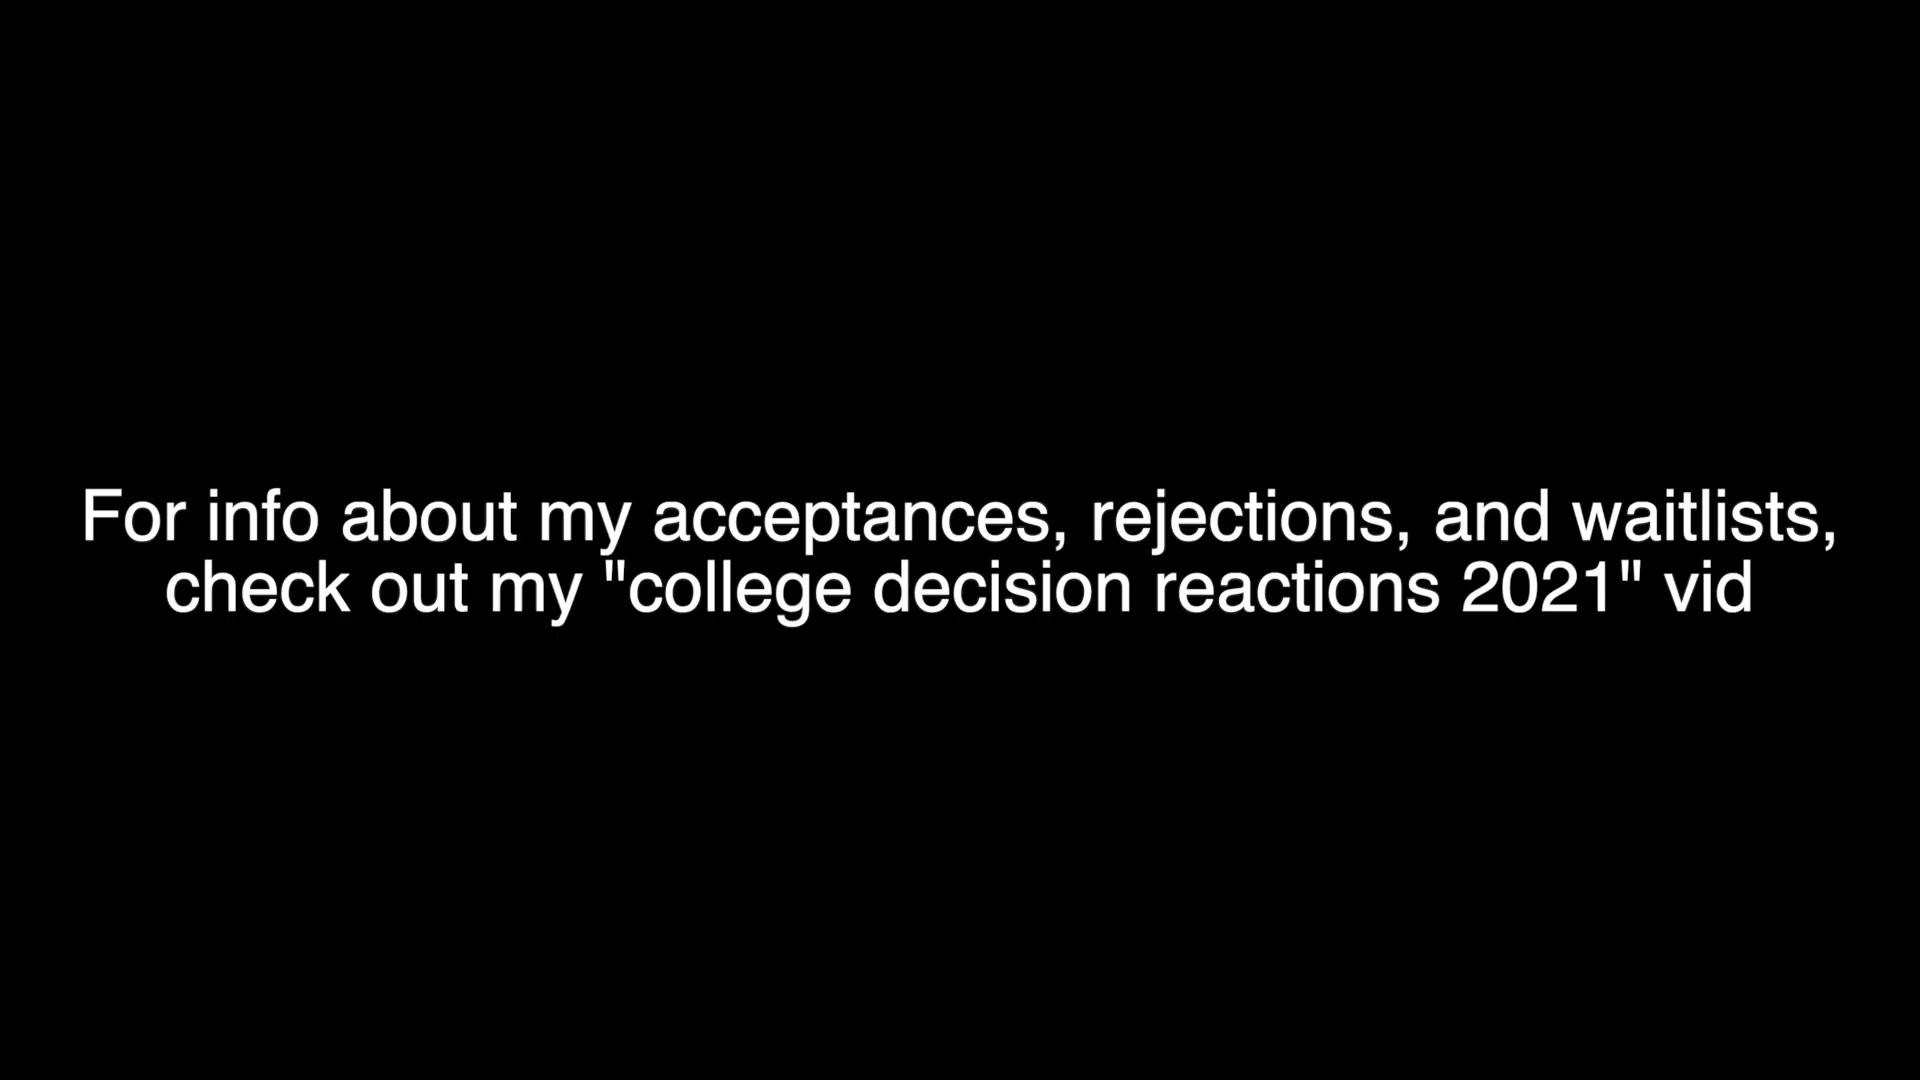 For info about my acceptances, rejections, and waitlists,
check out my "college decision reactions 2021" vid